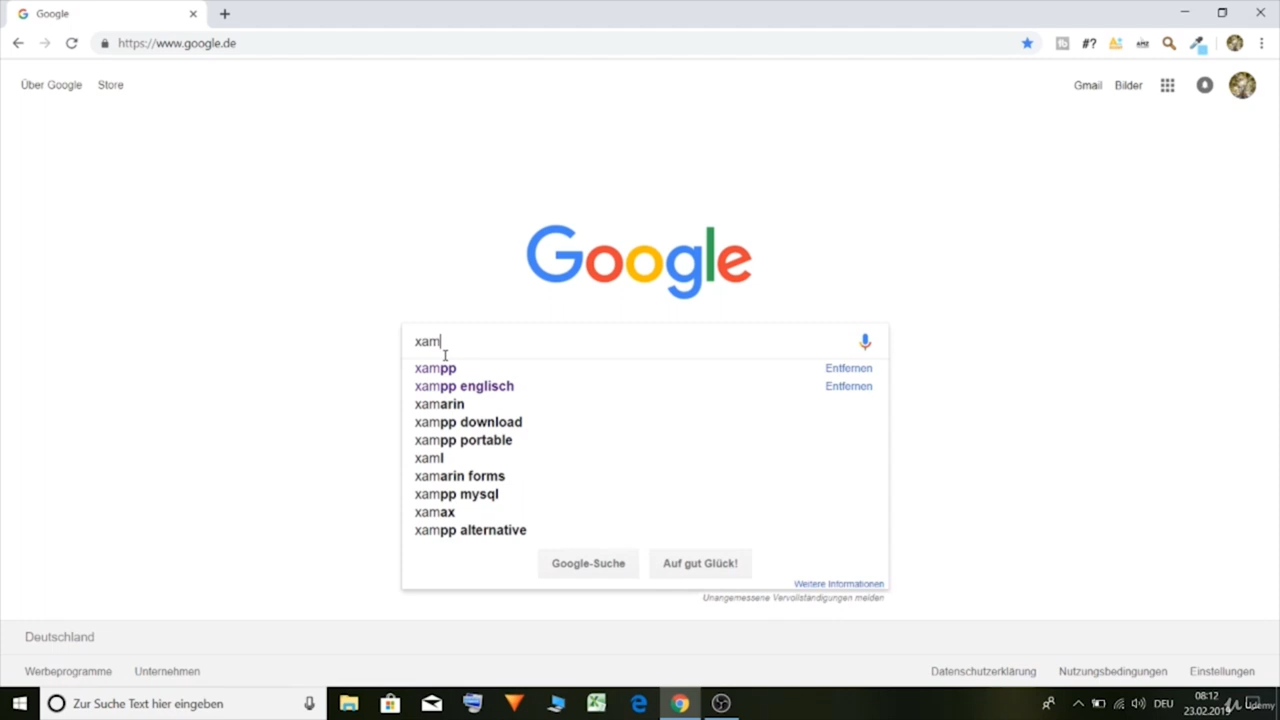 Google
https://www.google.de
#?
Über Google Store
Gmail Bilder
Google
xam
xampp Entfernen
xampp englisch Entfernen
xamarin
xampp download
xampp portable
xaml
xamarin forms
xampp mysql
xamax
xampp alternative
Google-Suche Auf gut Glück!
Weitere Informationen
Unangemessene Vervollständigungen melden
Deutschland
Werbeprogramme Unternehmen Datenschutzerklärung Nutzungsbedingungen Einstellungen
Zur Suche Text hier eingeben
DEU
08:12
23.02.2019
Udemy